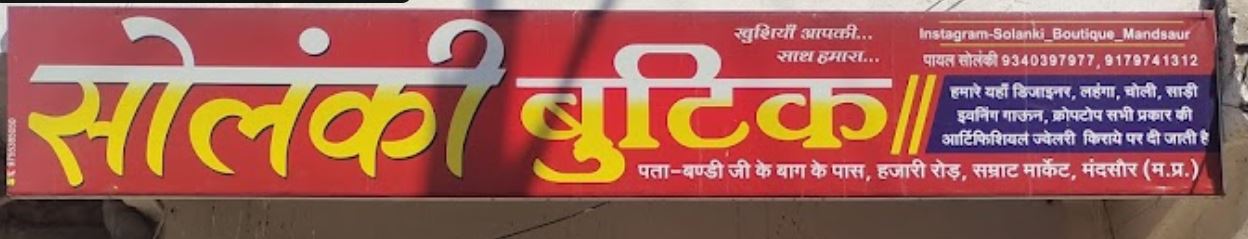 सोलंकी बुटिक
खुशियाँ आपकी...
साथ हमारा...
Instagram-Solanki_Boutique_Mandsaur
पायल सोलंकी 9340397977, 9179741312
हमारे यहाँ डिजाइनर, लहंगा, चोली, साड़ी
इवनिंग गाऊन, क्रोपटोप सभी प्रकार की
आर्टिफिशियल ज्वेलरी किराये पर दी जाती है
पता-बण्डी जी के बाग के पास, हजारी रोड़, सम्राट मार्केट, मंदसौर (म.प्र.)